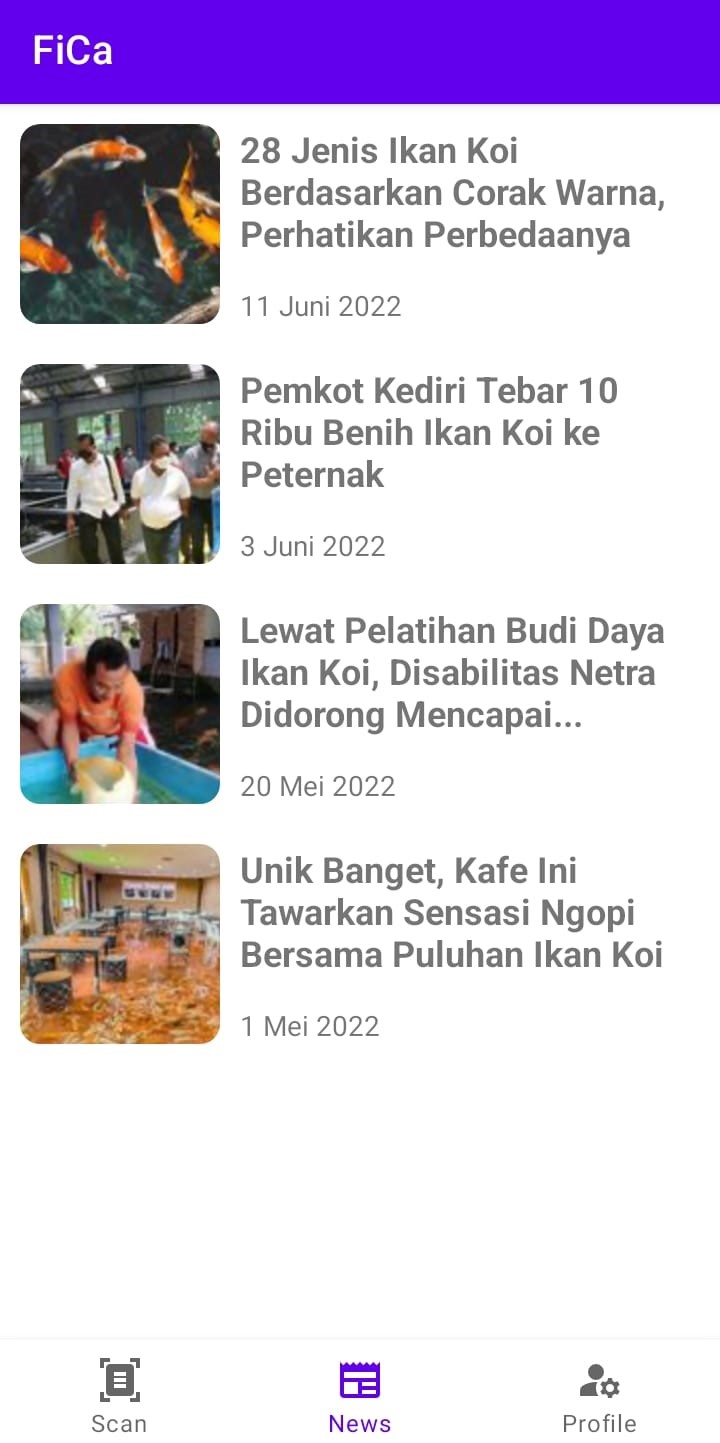 FiCa
28 Jenis Ikan Koi
Berdasarkan Corak Warna,
Perhatikan Perbedaanya
11 Juni 2022
Pemkot Kediri Tebar 10
Ribu Benih Ikan Koi ke
Peternak
3 Juni 2022
Lewat Pelatihan Budi Daya
Ikan Koi, Disabilitas Netra
Didorong Mencapai...
20 Mei 2022
Unik Banget, Kafe Ini
Tawarkan Sensasi Ngopi
Bersama Puluhan Ikan Koi
1 Mei 2022
Scan
News
Profile